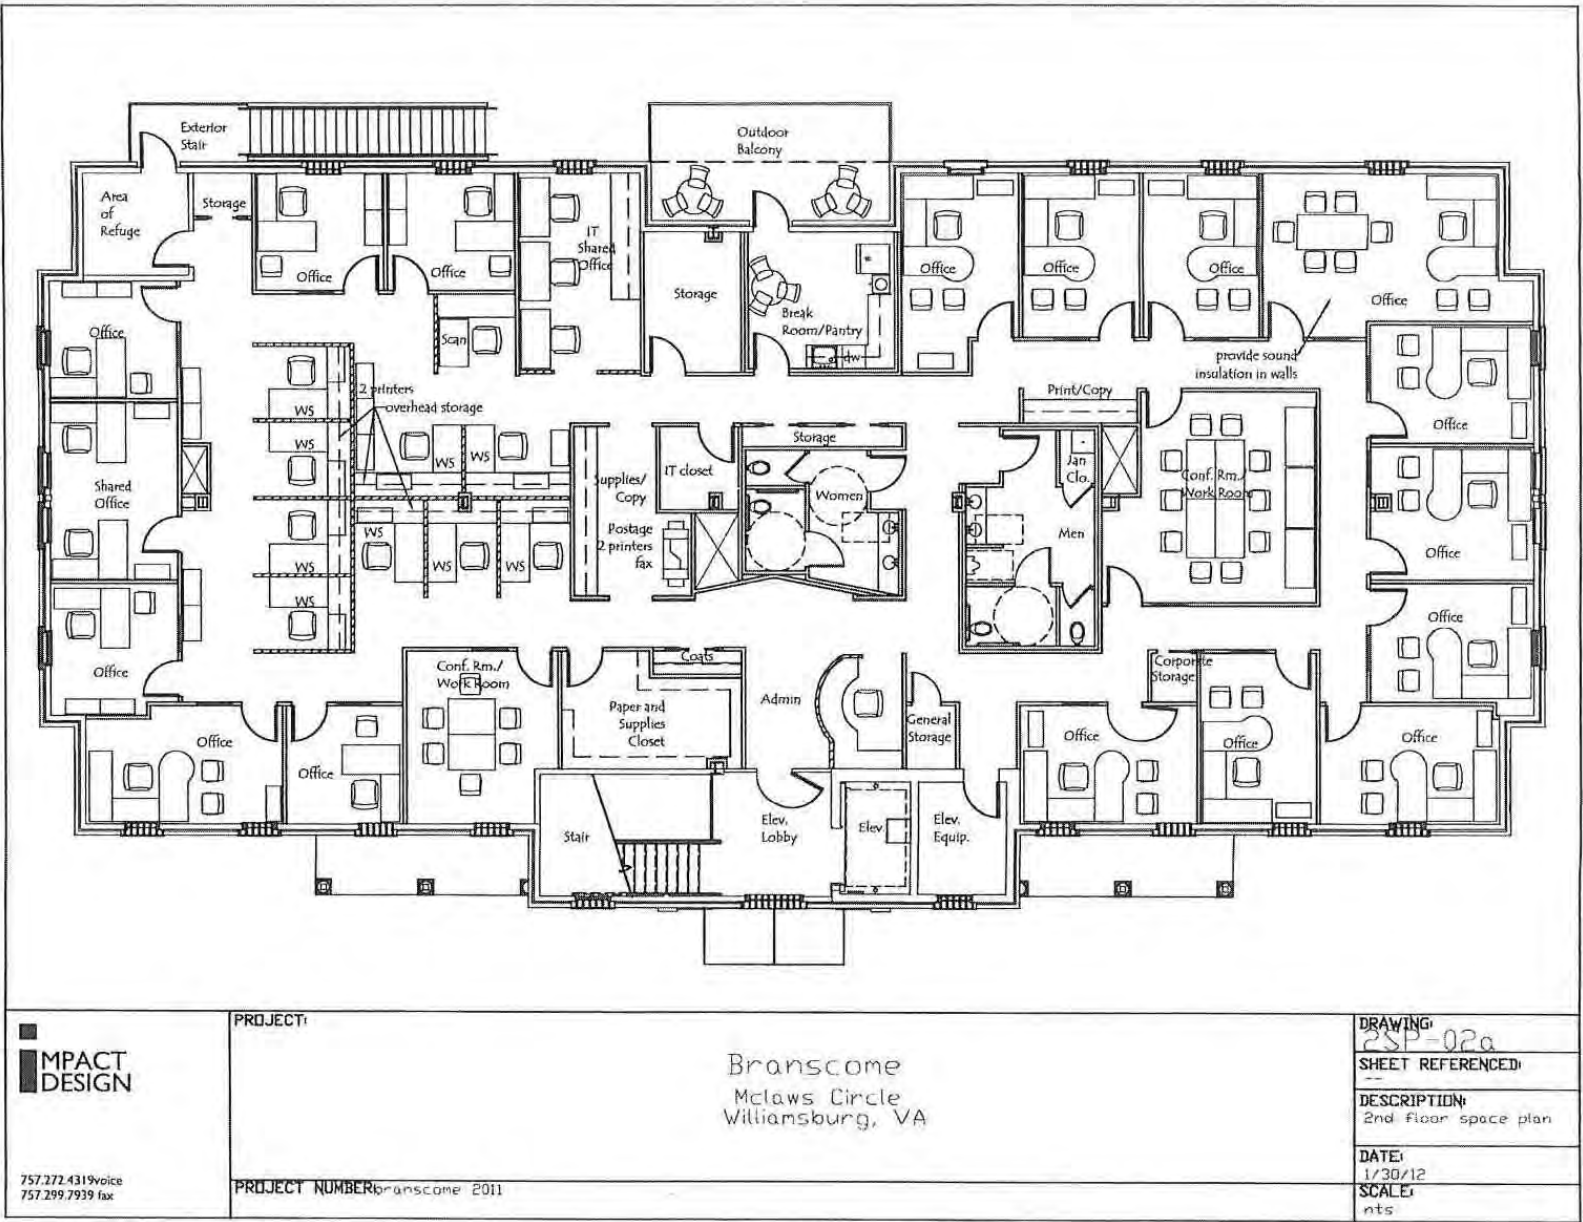 Exterior
Stair
Outdoor
Balcony
Area
of
Refuge
Storage
Office
Office
IT
Shared
Office
Storage
Break
Room/Pantry
dw
Office
Office
Office
Office
provide sound
insulation in walls
Office
Scan
2 printers
overhead storage
WS
WS
WS
WS
WS
WS
WS
WS
WS
Shared
Office
Office
Supplies/
Copy
Postage
2 printers
fax
IT closet
Storage
Women
Print/Copy
Jan
Clo.
Men
Conf. Rm./
Work Room
Office
Office
Office
Conf. Rm./
Work Room
Coats
Paper and
Supplies
Closet
Admin
General
Storage
Corporate
Storage
Office
Office
Office
Office
Office
Stair
Elev.
Lobby
Elev.
Elev.
Equip.
MPACT
DESIGN
757.272.4319voice
757.299.7939 fax
PROJECT:
Branscome
Mclaws Circle
Williamsburg, VA
PROJECT NUMBER:branscome 2011
DRAWING:
2SP-02a
SHEET REFERENCED:
--
DESCRIPTION:
2nd floor space plan
DATE:
1/30/12
SCALE:
nts